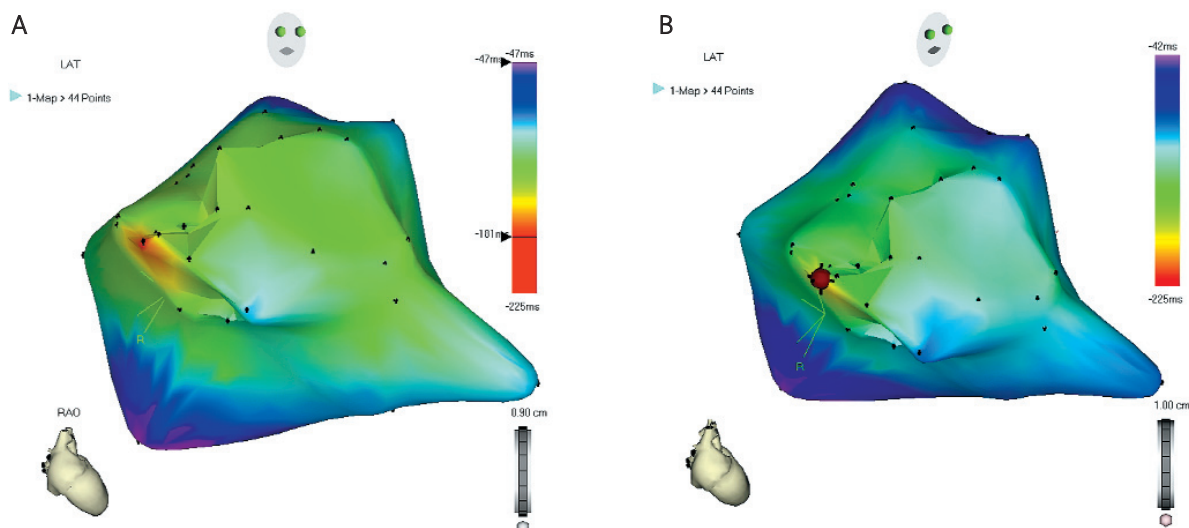 A
LAT
1-Map > 44 Points
-47ms
-47ms
-101ms
-225ms
R
RAO
0.90 cm
B
LAT
1-Map > 44 Points
-42ms
-225ms
R
1.00 cm